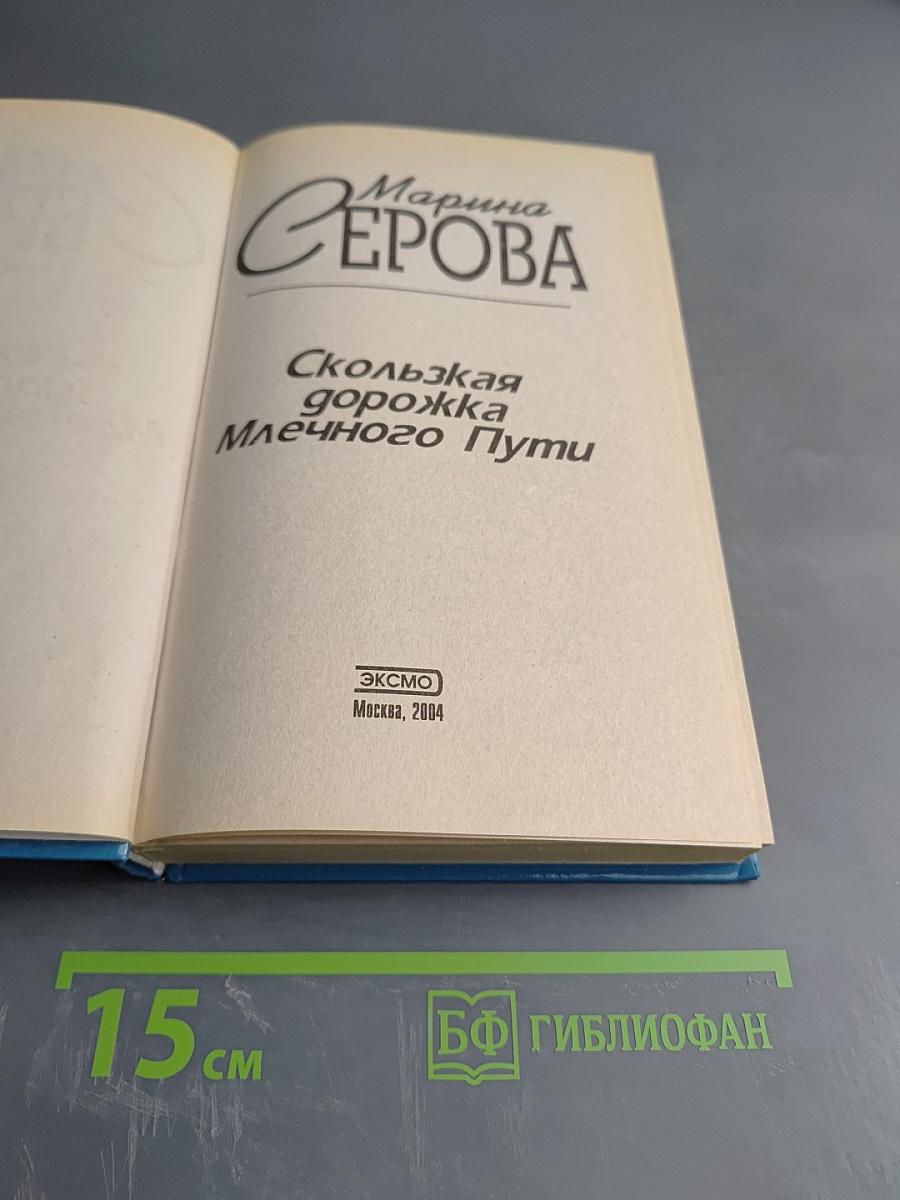 Марина
СЕРОВА
Скользкая
дорожка
Млечного Пути
ЭКСМО
Москва, 2004
15 см
БФ ГИБЛИОФАН